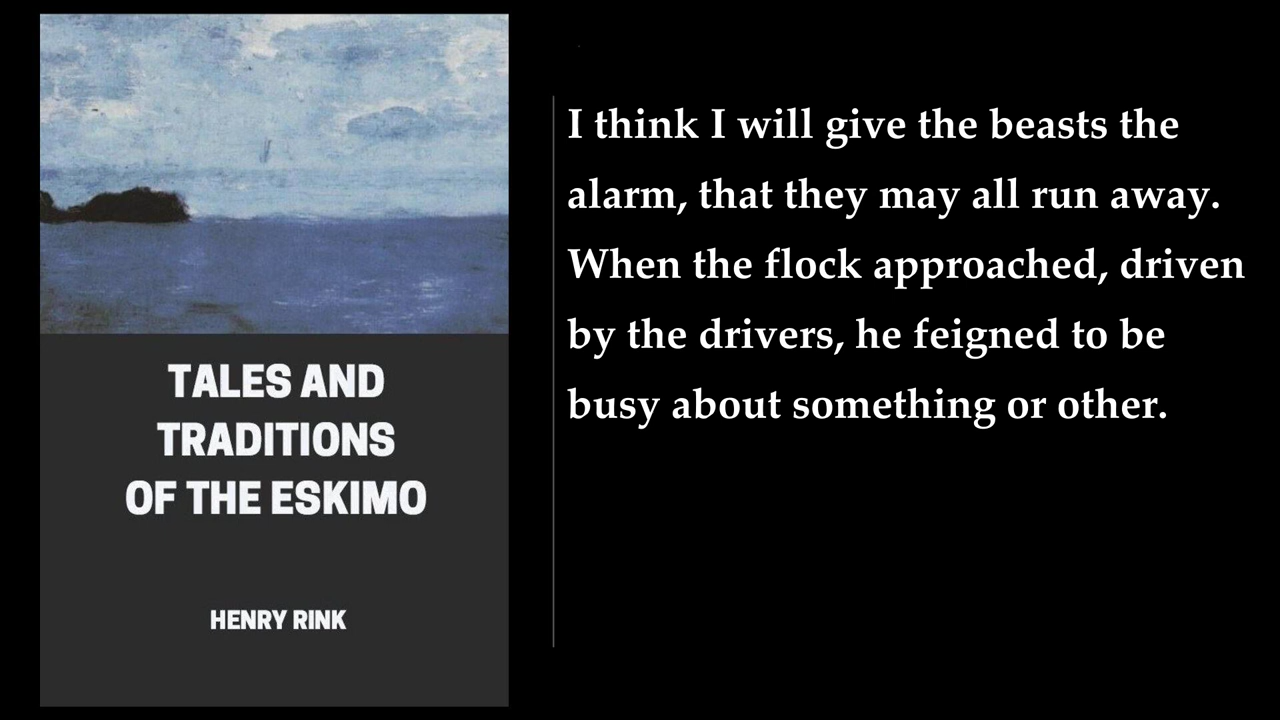 TALES AND
TRADITIONS
OF THE ESKIMO
HENRY RINK
I think I will give the beasts the
alarm, that they may all run away.
When the flock approached, driven
by the drivers, he feigned to be
busy about something or other.